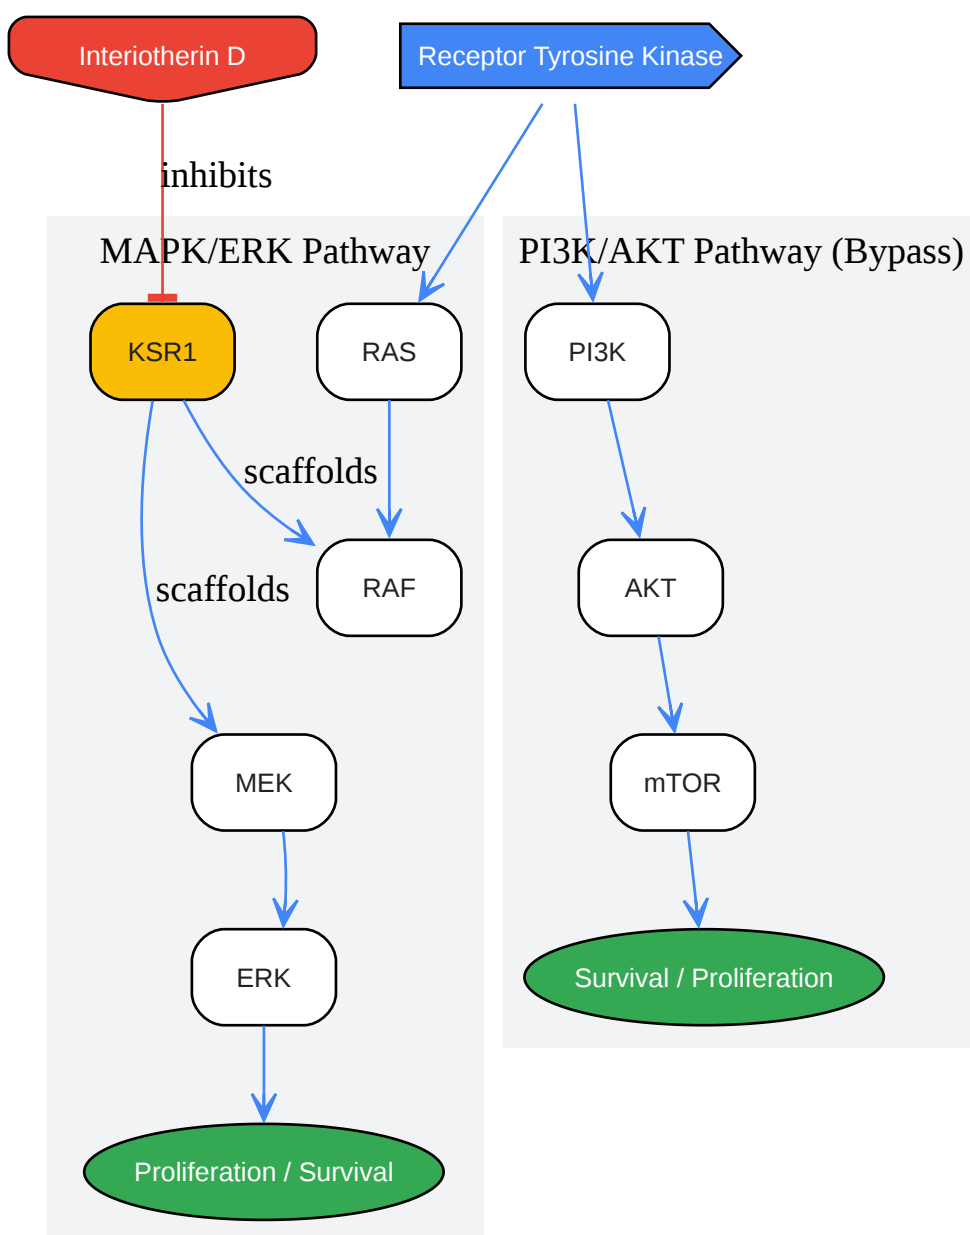 Interiotherin D
Receptor Tyrosine Kinase
inhibits
MAPK/ERK Pathway
PI3K/AKT Pathway (Bypass)
KSR1
RAS
PI3K
scaffolds
scaffolds
RAF
AKT
MEK
mTOR
ERK
Survival / Proliferation
Proliferation / Survival